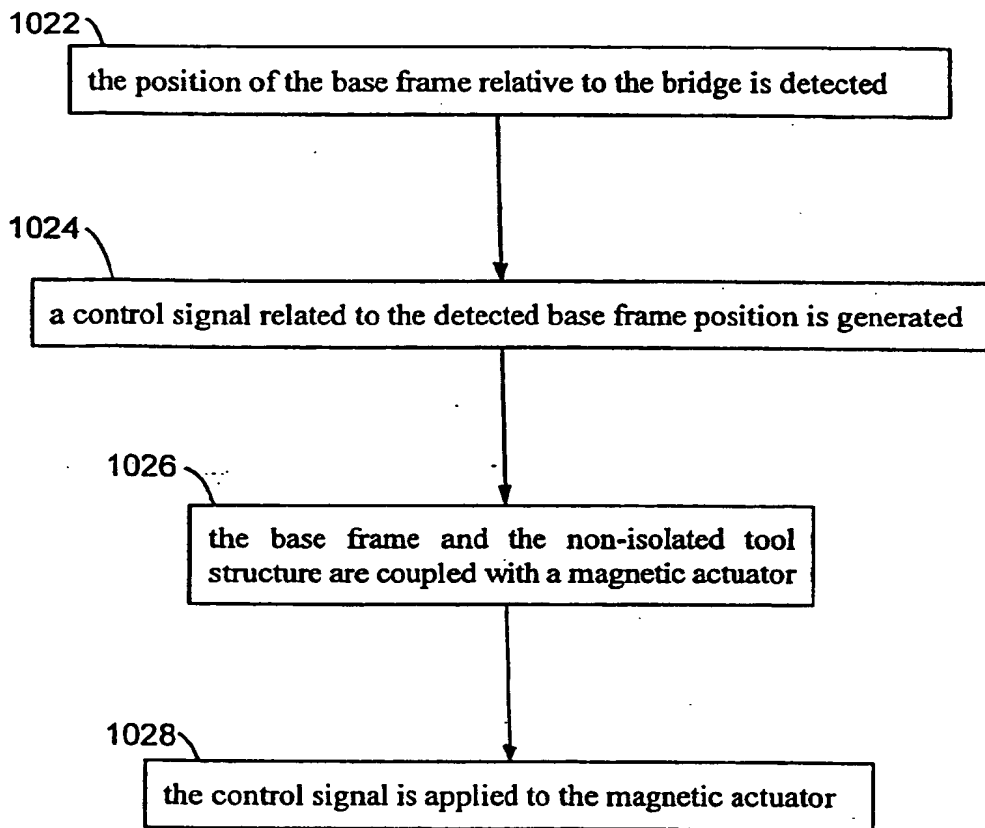 1022
the position of the base frame relative to the bridge is detected
1024
a control signal related to the detected base frame position is generated
1026
the base frame and the non-isolated tool
structure are coupled with a magnetic actuator
1028
the control signal is applied to the magnetic actuator